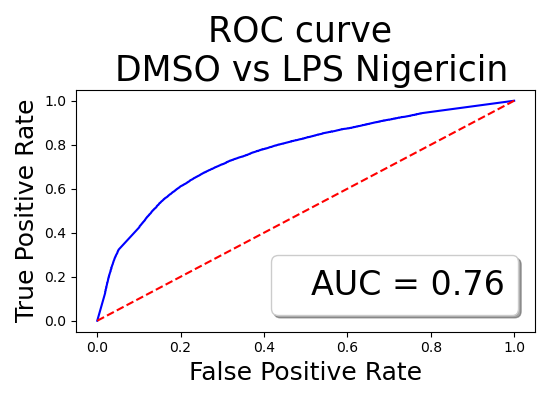 ROC curve
DMSO vs LPS Nigericin
True Positive Rate
1.0
0.8
0.6
0.4
0.2
0.0
AUC = 0.76
0.0 0.2 0.4 0.6 0.8 1.0
False Positive Rate